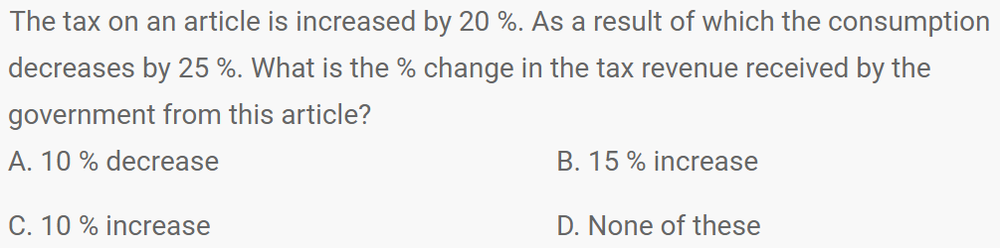 The tax on an article is increased by 20 %. As a result of which the consumption
decreases by 25 %. What is the % change in the tax revenue received by the
government from this article?
A. 10 % decrease B. 15 % increase
C. 10 % increase D. None of these